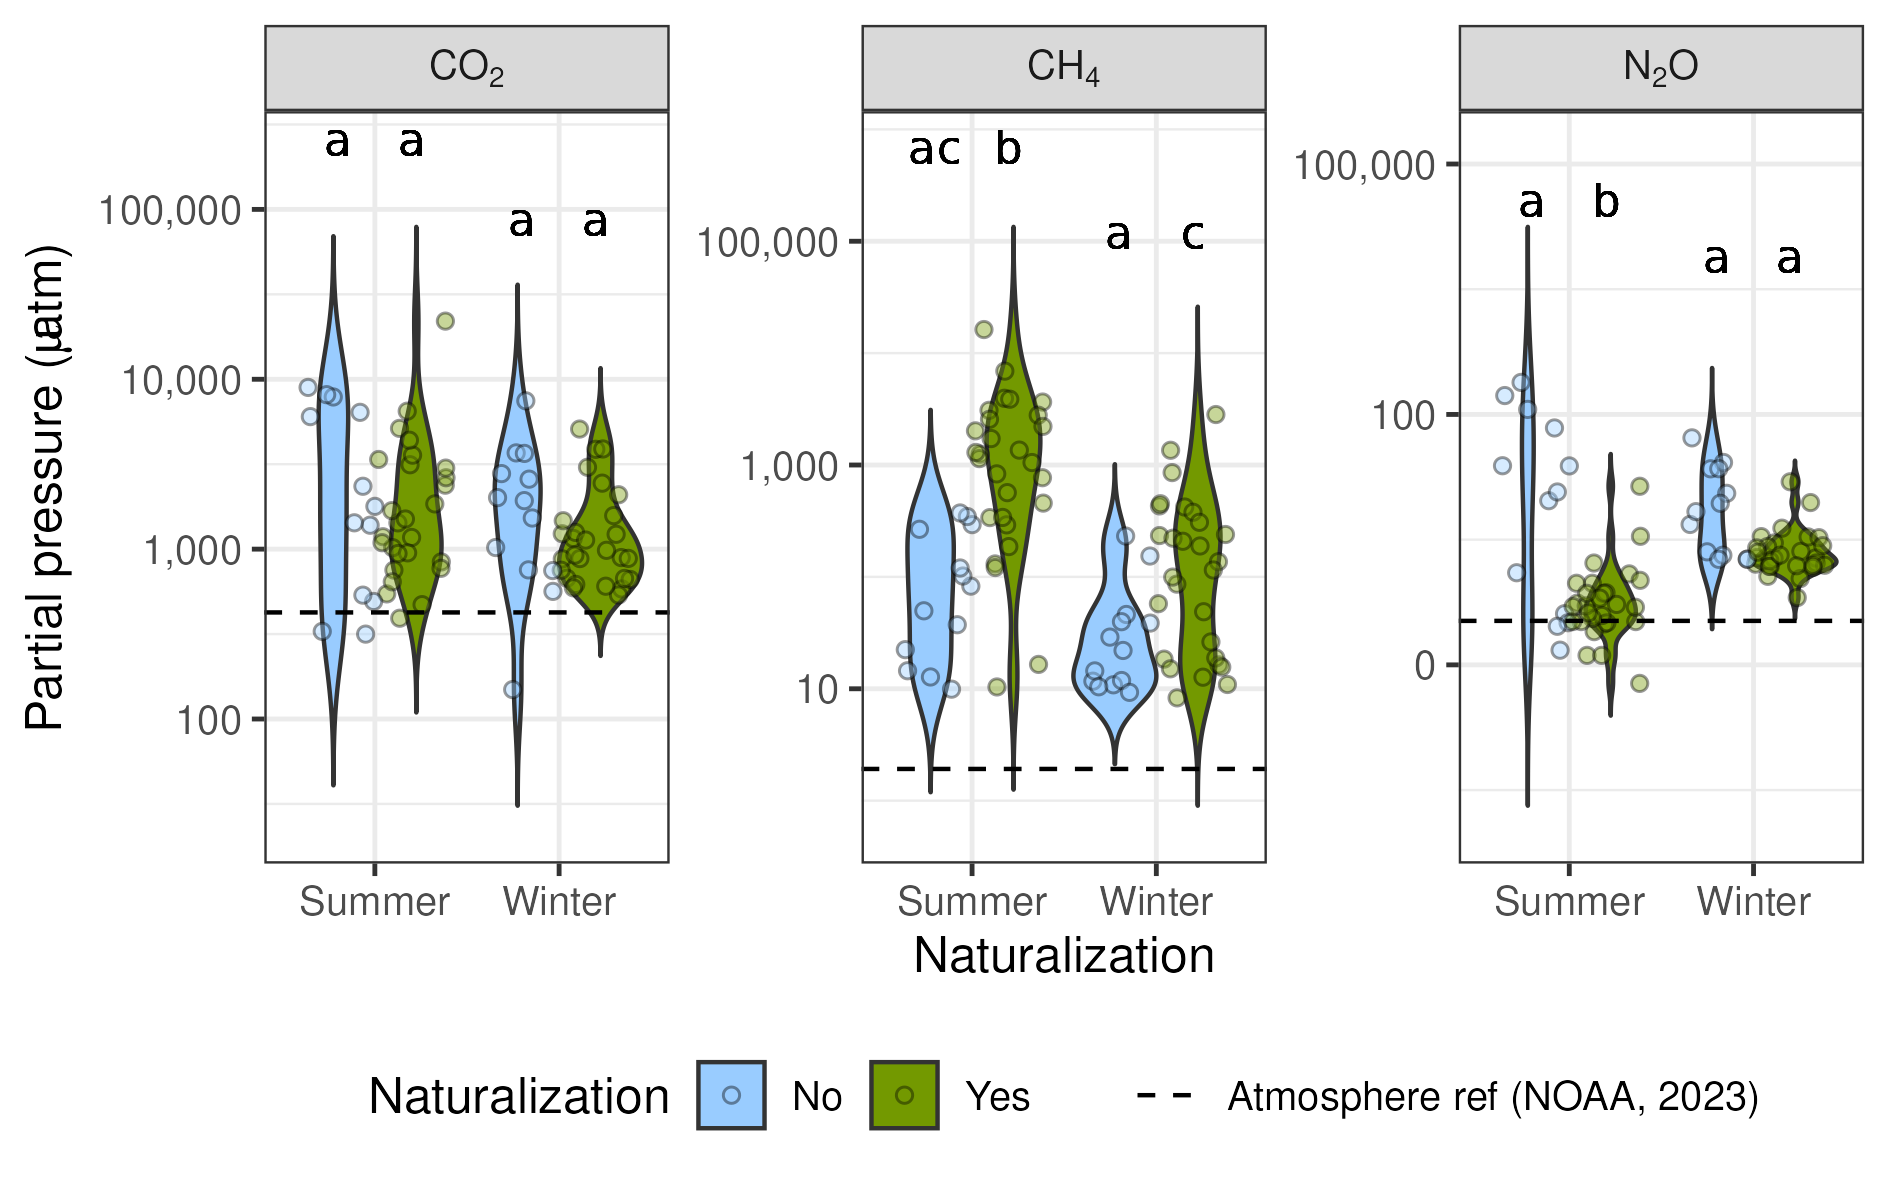 CO₂ CH₄ N₂O
Partial pressure (µatm)
a a
a a
100,000
10,000
1,000
100
Summer Winter
ac b
a c
100,000
1,000
10
Summer Winter
a b
a a
100,000
100
0
Summer Winter
Naturalization
Naturalization No Yes Atmosphere ref (NOAA, 2023)